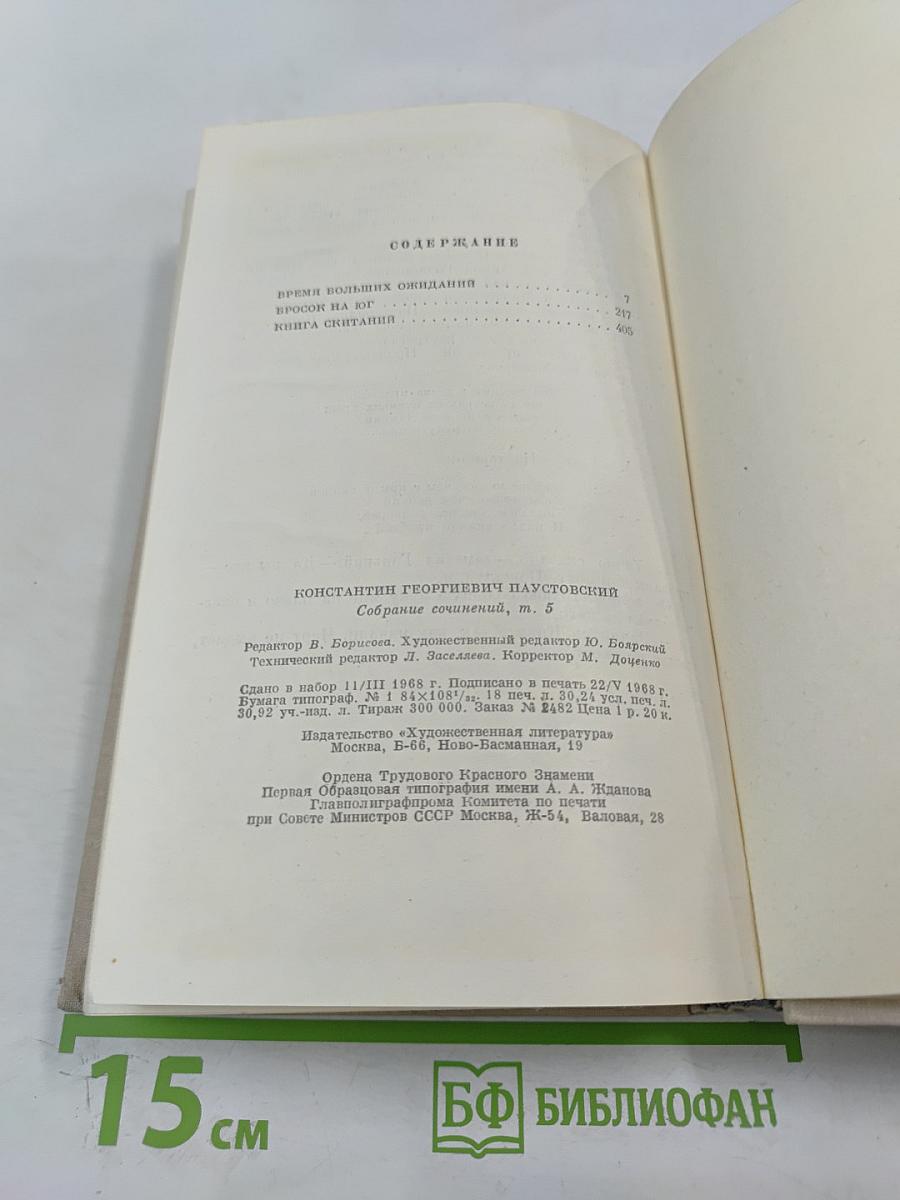 СОДЕРЖАНИЕ
ВРЕМЯ БОЛЬШИХ ОЖИДАНИЙ . . . . . . . . . . . . 7
БРОСОК НА ЮГ . . . . . . . . . . . . . . . . . . . . 217
КНИГА СКИТАНИЙ . . . . . . . . . . . . . . . . . . . 405
КОНСТАНТИН ГЕОРГИЕВИЧ ПАУСТОВСКИЙ
Собрание сочинений, т. 5
Редактор В. Борисова. Художественный редактор Ю. Боярский
Технический редактор Л. Заселяева. Корректор М. Доценко
Сдано в набор 11/III 1968 г. Подписано в печать 22/V 1968 г.
Бумага типограф. № 1 84×108¹/₃₂. 18 печ. л. 30,24 усл. печ. л.
30,92 уч.-изд. л. Тираж 300 000. Заказ № 2482 Цена 1 р. 20 к.
Издательство «Художественная литература»
Москва, Б-66, Ново-Басманная, 19
Ордена Трудового Красного Знамени
Первая Образцовая типография имени А. А. Жданова
Главполиграфпрома Комитета по печати
при Совете Министров СССР Москва, Ж-54, Валовая, 28
15 см
БФ БИБЛИОФАН